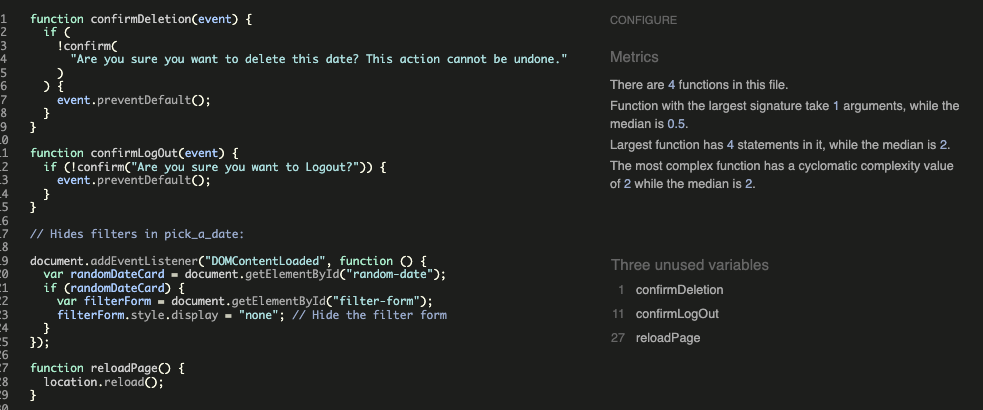 1 function confirmDeletion(event) {
2 if (
3 !confirm(
4 "Are you sure you want to delete this date? This action cannot be undone."
5 )
6 ) {
7 event.preventDefault();
8 }
9 }
10
11 function confirmLogOut(event) {
12 if (!confirm("Are you sure you want to Logout?")) {
13 event.preventDefault();
14 }
15 }
16
17 // Hides filters in pick_a_date:
18
19 document.addEventListener("DOMContentLoaded", function () {
20 var randomDateCard = document.getElementById("random-date");
21 if (randomDateCard) {
22 var filterForm = document.getElementById("filter-form");
23 filterForm.style.display = "none"; // Hide the filter form
24 }
25 });
26
27 function reloadPage() {
28 location.reload();
29 }
30
CONFIGURE
Metrics
There are 4 functions in this file.
Function with the largest signature take 1 arguments, while the
median is 0.5.
Largest function has 4 statements in it, while the median is 2.
The most complex function has a cyclomatic complexity value
of 2 while the median is 2.
Three unused variables
1 confirmDeletion
11 confirmLogOut
27 reloadPage